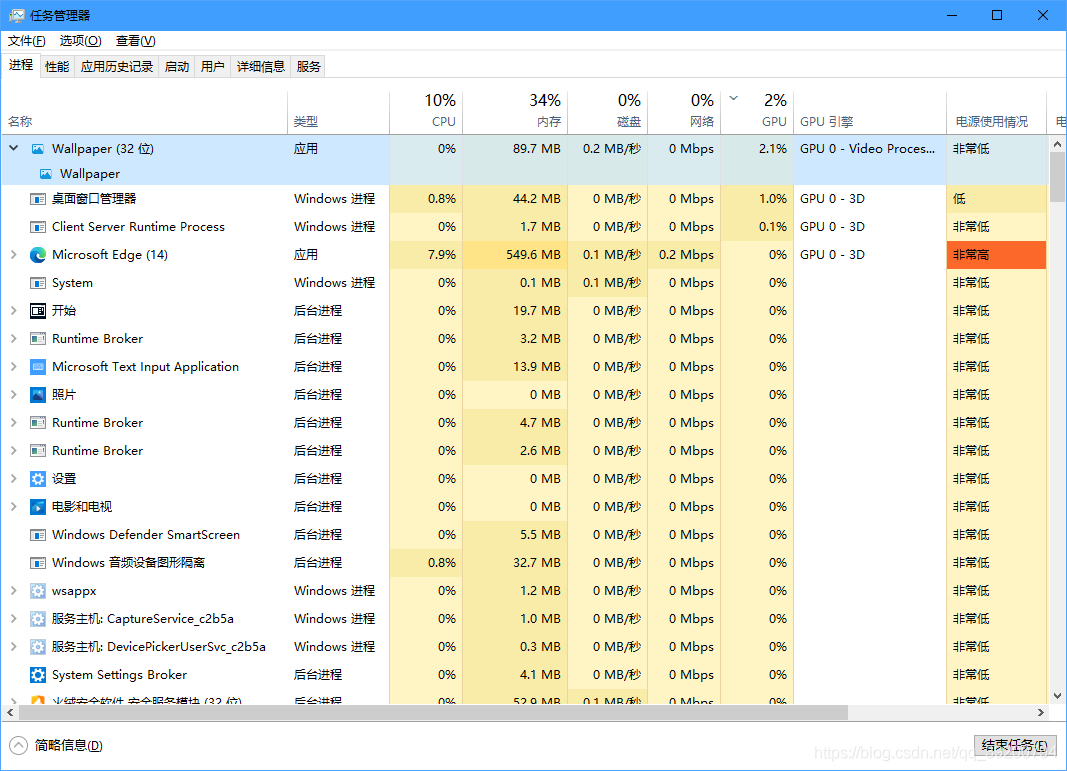 任务管理器
文件(F) 选项(O) 查看(V)
进程 性能 应用历史记录 启动 用户 详细信息 服务
10% 34% 0% 0% 2%
名称 类型 CPU 内存 磁盘 网络 GPU GPU 引擎 电源使用情况 电
Wallpaper (32 位) 应用 0% 89.7 MB 0.2 MB/秒 0 Mbps 2.1% GPU 0 - Video Proces... 非常低
Wallpaper
桌面窗口管理器 Windows 进程 0.8% 44.2 MB 0 MB/秒 0 Mbps 1.0% GPU 0 - 3D 低
Client Server Runtime Process Windows 进程 0% 1.7 MB 0 MB/秒 0 Mbps 0.1% GPU 0 - 3D 非常低
Microsoft Edge (14) 应用 7.9% 549.6 MB 0.1 MB/秒 0.2 Mbps 0% GPU 0 - 3D 非常高
System Windows 进程 0% 0.1 MB 0.1 MB/秒 0 Mbps 0% 非常低
开始 后台进程 0% 19.7 MB 0 MB/秒 0 Mbps 0% 非常低
Runtime Broker 后台进程 0% 3.2 MB 0 MB/秒 0 Mbps 0% 非常低
Microsoft Text Input Application 后台进程 0% 13.9 MB 0 MB/秒 0 Mbps 0% 非常低
照片 后台进程 0% 0 MB 0 MB/秒 0 Mbps 0% 非常低
Runtime Broker 后台进程 0% 4.7 MB 0 MB/秒 0 Mbps 0% 非常低
Runtime Broker 后台进程 0% 2.6 MB 0 MB/秒 0 Mbps 0% 非常低
设置 后台进程 0% 0 MB 0 MB/秒 0 Mbps 0% 非常低
电影和电视 后台进程 0% 0 MB 0 MB/秒 0 Mbps 0% 非常低
Windows Defender SmartScreen 后台进程 0% 5.5 MB 0 MB/秒 0 Mbps 0% 非常低
Windows 音频设备图形隔离 后台进程 0.8% 32.7 MB 0 MB/秒 0 Mbps 0% 非常低
wsappx Windows 进程 0% 1.2 MB 0 MB/秒 0 Mbps 0% 非常低
服务主机: CaptureService_c2b5a Windows 进程 0% 1.0 MB 0 MB/秒 0 Mbps 0% 非常低
服务主机: DevicePickerUserSvc_c2b5a Windows 进程 0% 0.3 MB 0 MB/秒 0 Mbps 0% 非常低
System Settings Broker 后台进程 0% 4.1 MB 0 MB/秒 0 Mbps 0% 非常低
火绒安全软件 安全服务模块 (32 位) 后台进程 0% 52.9 MB 0.1 MB/秒 0 Mbps 0% 非常低
简略信息(D) 结束任务(E)